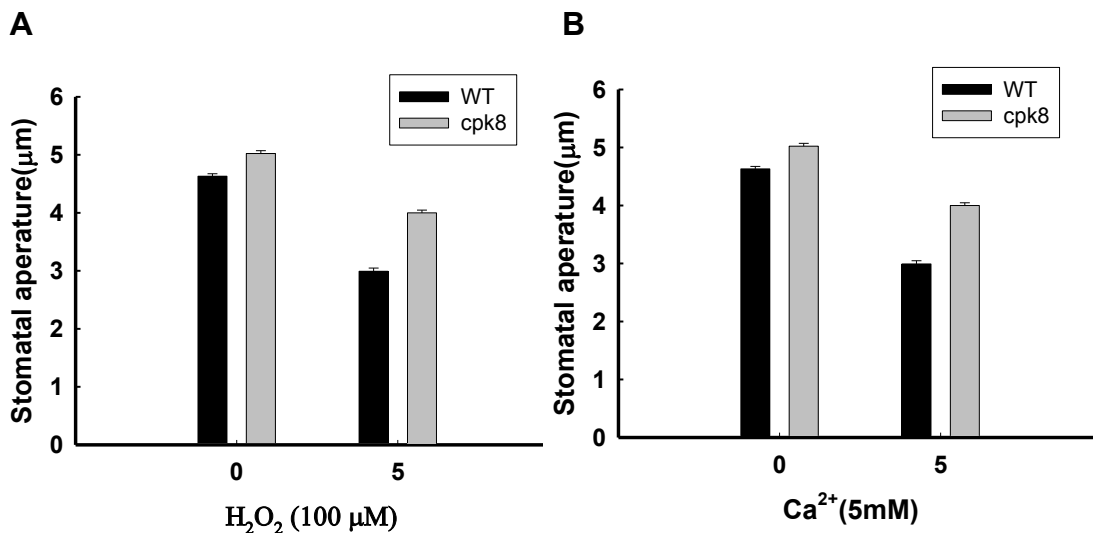 A
Stomatal aperature(μm)
6
5
4
3
2
1
0
WT
cpk8
0 5
H₂O₂ (100 μM)
B
Stomatal aperature(μm)
6
5
4
3
2
1
0
WT
cpk8
0 5
Ca²⁺(5mM)